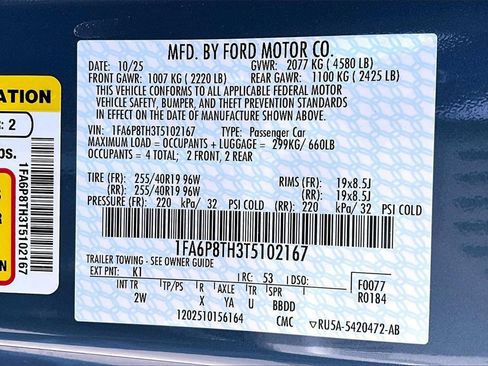 MFD. BY FORD MOTOR CO.
DATE: 10/25 GVWR: 2077 KG ( 4580 LB)
FRONT GAWR: 1007 KG ( 2220 LB) REAR GAWR: 1100 KG ( 2425 LB)
THIS VEHICLE CONFORMS TO ALL APPLICABLE FEDERAL MOTOR
VEHICLE SAFETY, BUMPER, AND THEFT PREVENTION STANDARDS
IN EFFECT ON THE DATE OF MANUFACTURE SHOWN ABOVE.
VIN: 1FA6P8TH3T5102167 TYPE: Passenger Car
MAXIMUM LOAD = OCCUPANTS + LUGGAGE = 299KG/ 660LB
OCCUPANTS = 4 TOTAL; 2 FRONT, 2 REAR
TIRE (FR): 255/40R19 96W RIMS (FR): 19x8.5J
(RR): 255/40R19 96W (RR): 19x8.5J
PRESSURE (FR): 220 kPa/ 32 PSI COLD (RR): 220 kPa/ 32 PSI COLD
1FA6P8TH3T5102167
TRAILER TOWING - SEE OWNER GUIDE
EXT PNT: K1 RC: 53 DSO: F0077
R0184
INT TR TP/PS R AXLE TR SPR
2W X YA U BBDD
1202510156164 CMC RU5A-5420472-AB
ATION
s: 2
bs.
1FA6P8TH3T5102167
S
R
ON